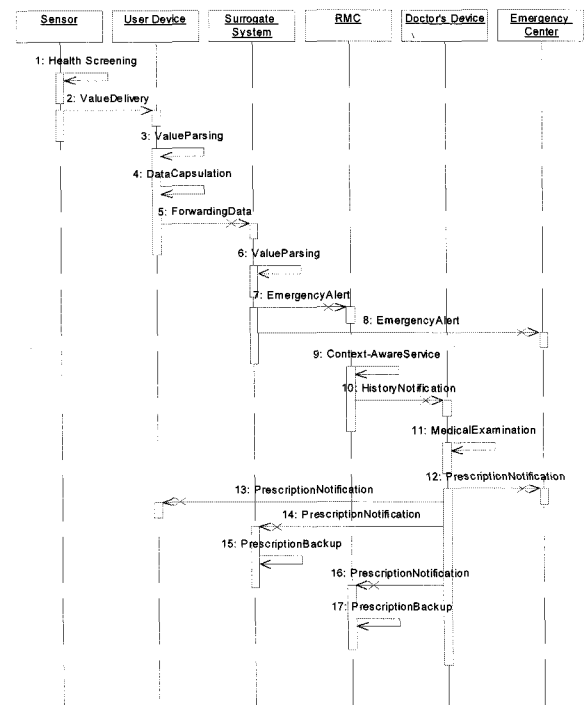 Sensor
User Device
Surrogate
System
RMC
Doctor's Device
Emergency
Center
1: Health Screening
2: ValueDelivery
3: ValueParsing
4: DataCapsulation
5: ForwardingData
6: ValueParsing
7: EmergencyAlert
8: EmergencyAlert
9: Context-AwareService
10: HistoryNotification
11: MedicalExamination
12: PrescriptionNotification
13: PrescriptionNotification
14: PrescriptionNotification
15: PrescriptionBackup
16: PrescriptionNotification
17: PrescriptionBackup